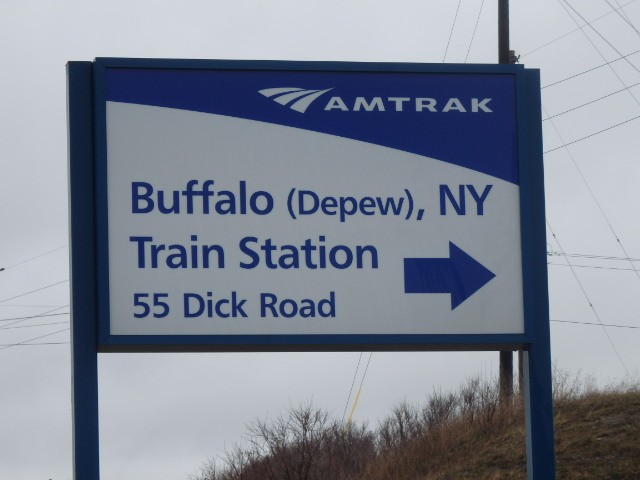 AMTRAK
Buffalo (Depew), NY
Train Station
55 Dick Road